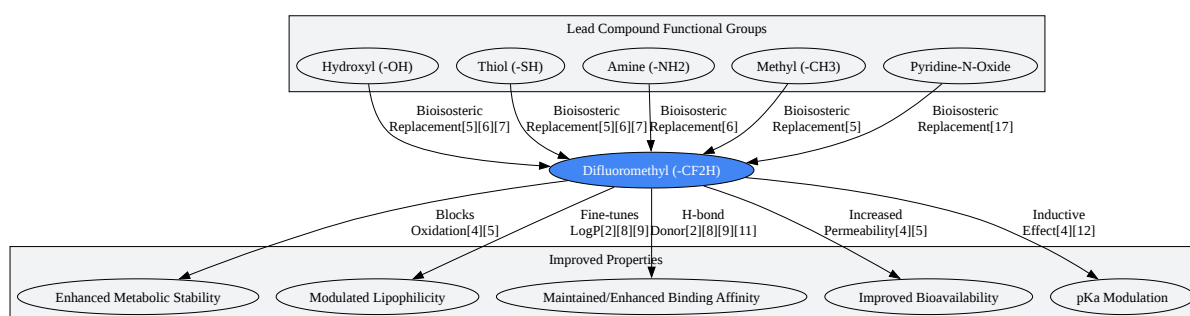 Lead Compound Functional Groups
Hydroxyl (-OH)
Thiol (-SH)
Amine (-NH2)
Methyl (-CH3)
Pyridine-N-Oxide
Bioisosteric
Replacement[5][6][7]
Bioisosteric
Replacement[5][6][7]
Bioisosteric
Replacement[6]
Bioisosteric
Replacement[5]
Bioisosteric
Replacement[17]
Difluoromethyl (-CF2H)
Blocks
Oxidation[4][5]
Fine-tunes
LogP[2][8][9]
H-bond
Donor[2][8][9][11]
Increased
Permeability[4][5]
Inductive
Effect[4][12]
Improved Properties
Enhanced Metabolic Stability
Modulated Lipophilicity
Maintained/Enhanced Binding Affinity
Improved Bioavailability
pKa Modulation